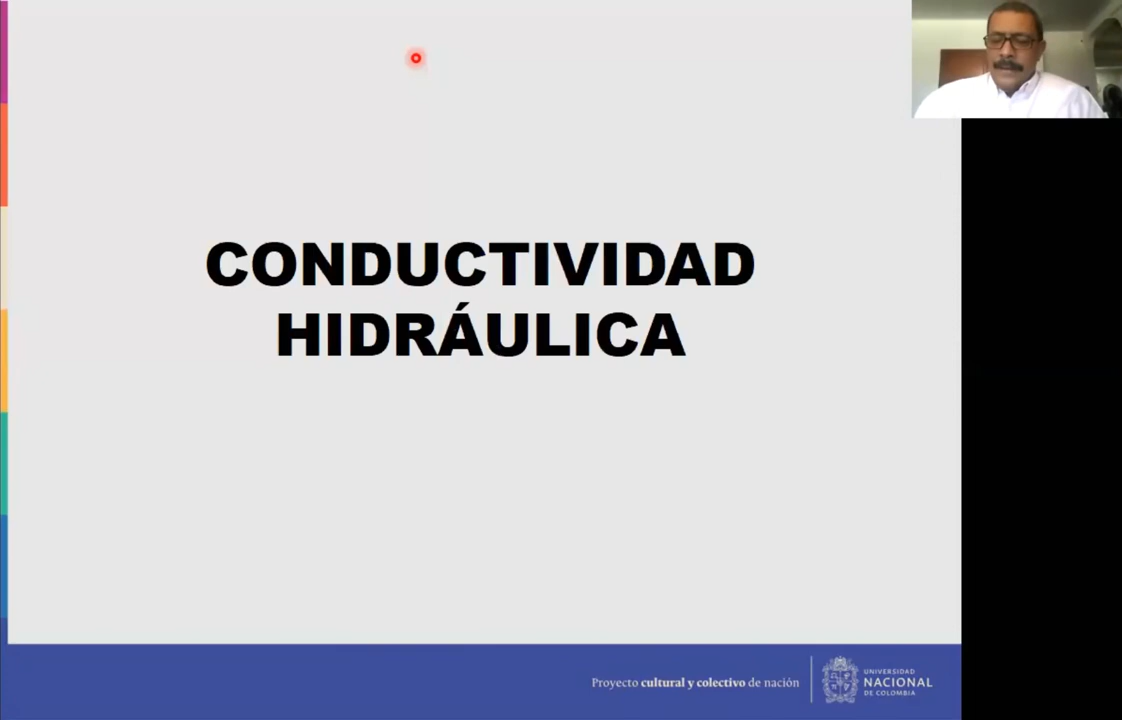 CONDUCTIVIDAD
HIDRÁULICA
Proyecto cultural y colectivo de nación
UNIVERSIDAD
NACIONAL
DE COLOMBIA